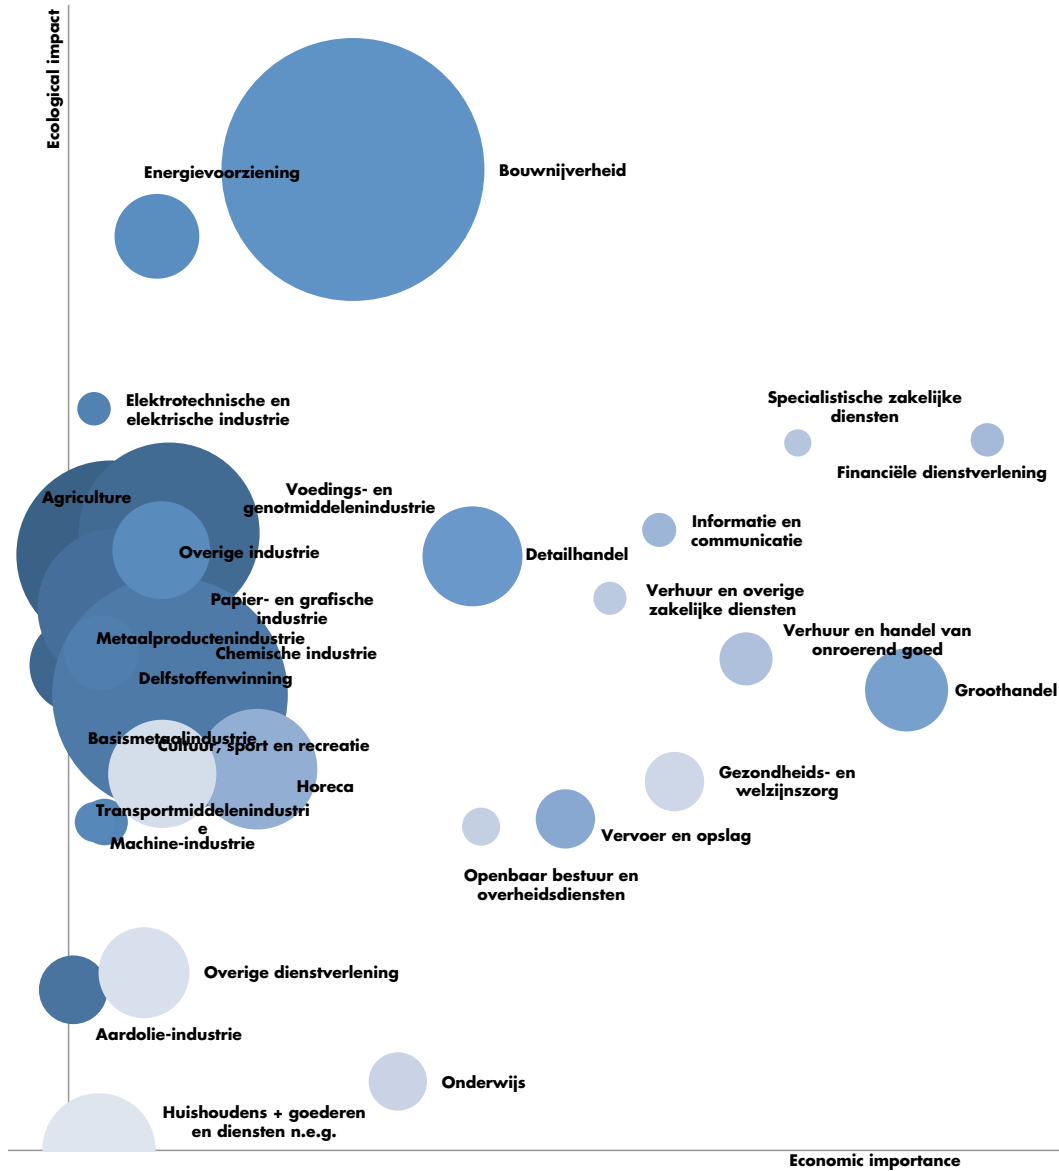 Ecological impact
Energievoorziening
Bouwnijverheid
Elektrotechnische en
elektrische industrie
Specialistische zakelijke
diensten
Financiële dienstverlening
Agriculture
Voedings- en
genotmiddelenindustrie
Informatie en
communicatie
Overige industrie
Detailhandel
Papier- en grafische
industrie
Verhuur en overige
zakelijke diensten
Metaalproductenindustrie
Chemische industrie
Verhuur en handel van
onroerend goed
Delfstoffenwinning
Groothandel
Basismetaalindustrie
Cultuur, sport en recreatie
Horeca
Gezondheids- en
welzijnszorg
Transportmiddelenindustri
e
Machine-industrie
Vervoer en opslag
Openbaar bestuur en
overheidsdiensten
Overige dienstverlening
Aardolie-industrie
Onderwijs
Huishoudens + goederen
en diensten n.e.g.
Economic importance